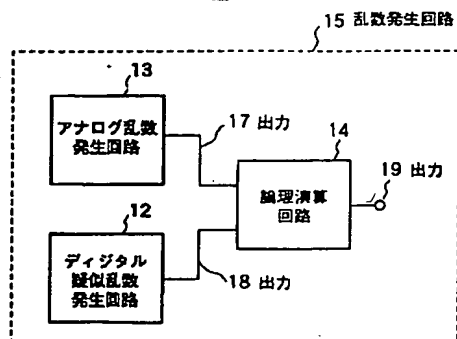 15 乱数発生回路
13
アナログ乱数
発生回路
17 出力
14
論理演算
回路
19 出力
12
ディジタル
疑似乱数
発生回路
18 出力